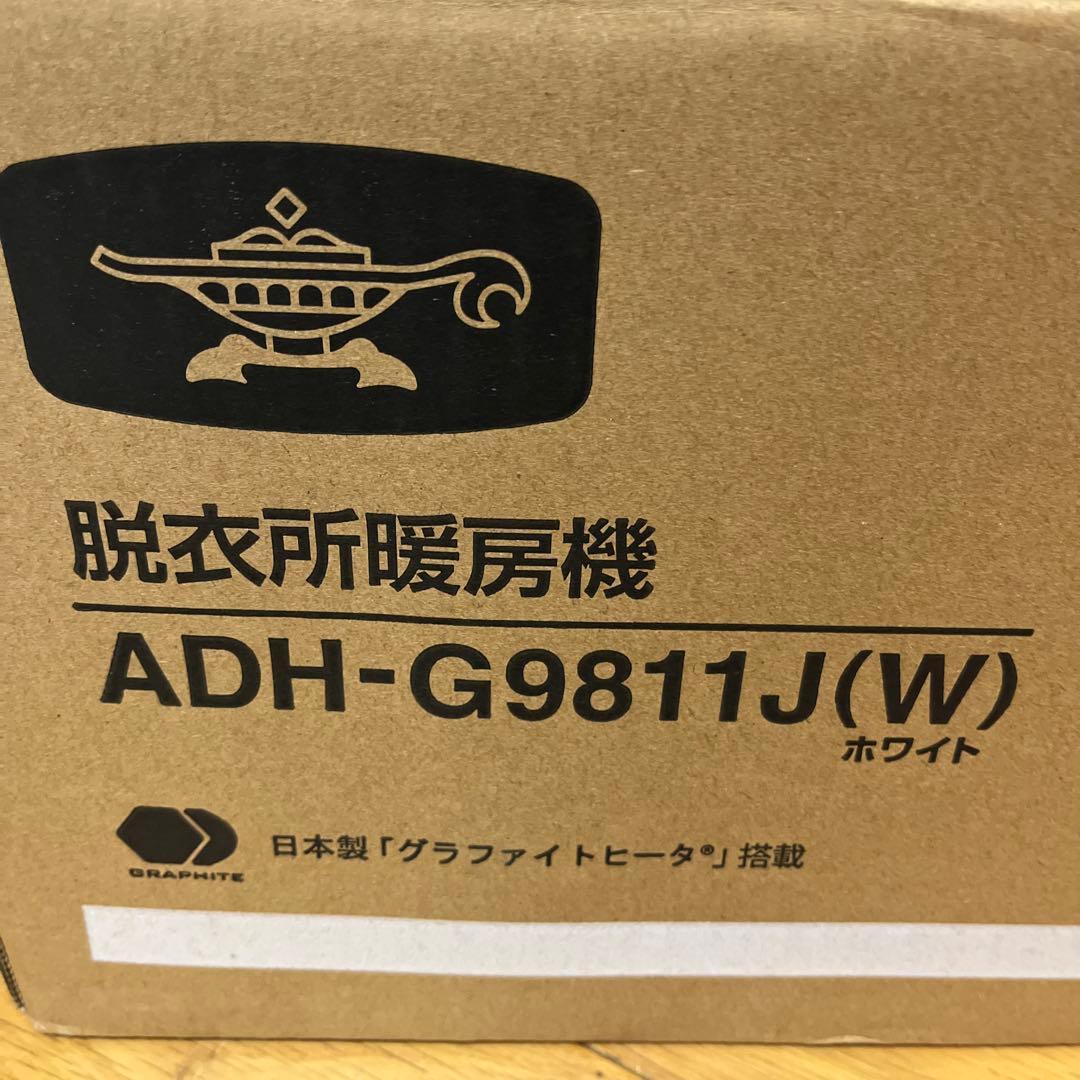 脱衣所暖房機
ADH-G9811J(W)
ホワイト
GRAPHITE
日本製「グラファイトヒータ®」搭載